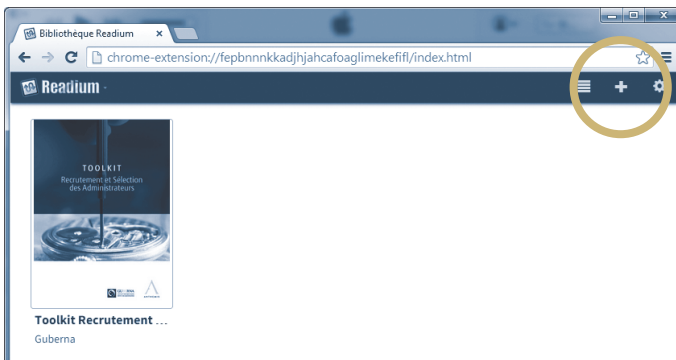 Bibliothèque Readium
chrome-extension://fepbnnnkkadjhjahcafoaglimekefifl/index.html
Readium
TOOLKIT
Recrutement et Sélection
des Administrateurs
Toolkit Recrutement ...
Guberna